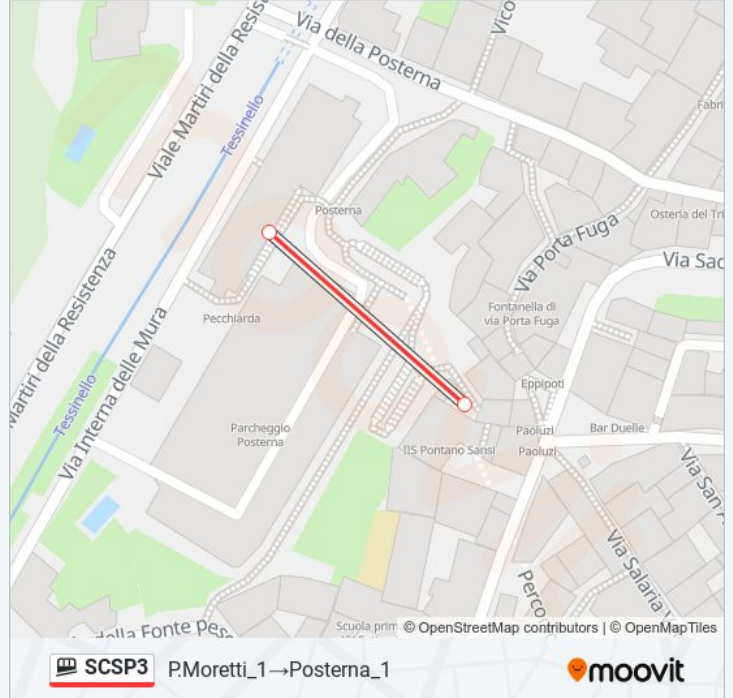 Viale Martiri della Resis
Via della Posterna
Vico
Tessinello
Fabri
Posterna
Osteria del Tri
Via Porta Fuga
Via Sac
Martiri della Resistenza
Pecchiarda
Fontanella di
via Porta Fuga
Via Interna delle Mura
Eppipoti
Tessinello
Parcheggio
Posterna
Paoluzi
Bar Duelle
Paoluzi
IIS Pontano Sansi
Via San
Via Salaria V
Perco
Scuola prim
della Fonte pes
© OpenStreetMap contributors | © OpenMapTiles
SCSP3 P.Moretti_1→Posterna_1
moovit